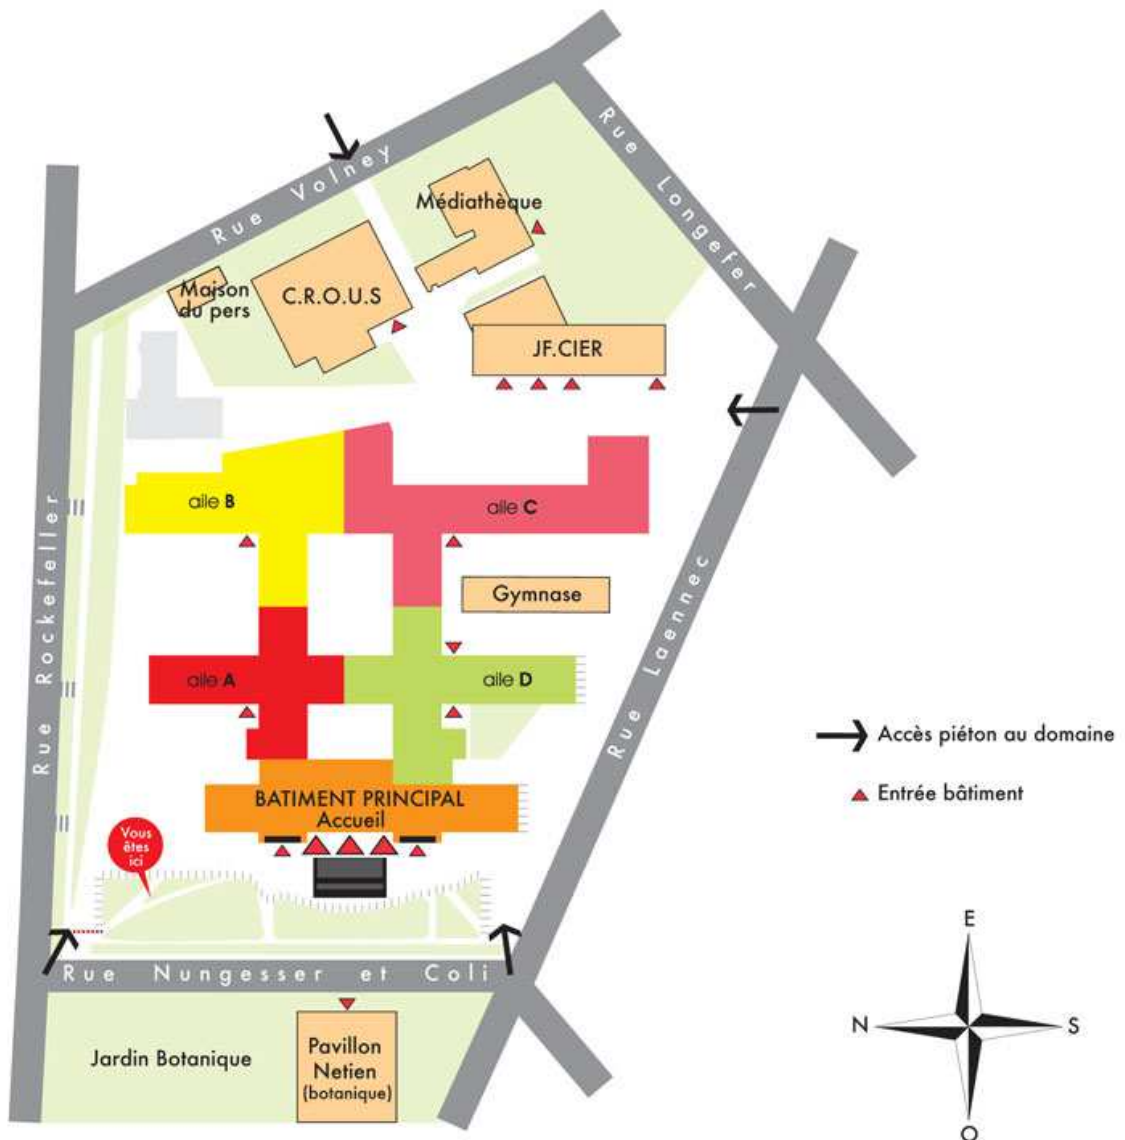 Rue Volney
Rue Longefer
Médiathèque
Maison
du pers
C.R.O.U.S
JF.CIER
aile B
aile C
Rue Rockefeller
Gymnase
Rue Laennec
aile A
aile D
Accès piéton au domaine
Entrée bâtiment
BATIMENT PRINCIPAL
Accueil
Vous
êtes
ici
Rue Nungesser et Coli
Jardin Botanique
Pavillon
Netien
(botanique)
E
N
S
O